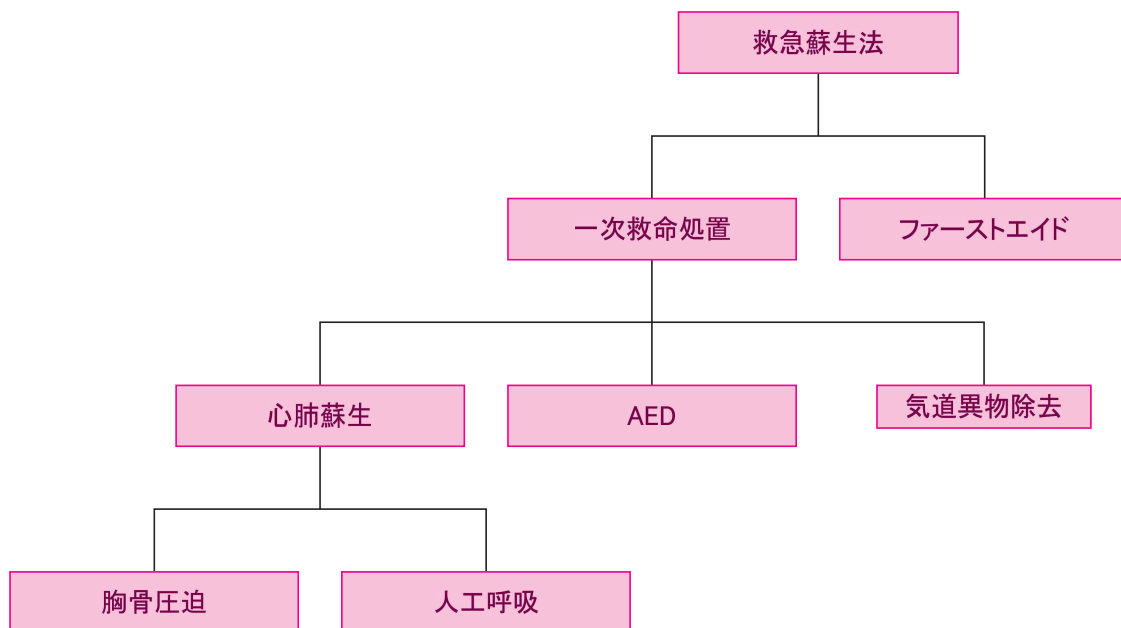 救急蘇生法
一次救命処置
ファーストエイド
心肺蘇生
AED
気道異物除去
胸骨圧迫
人工呼吸